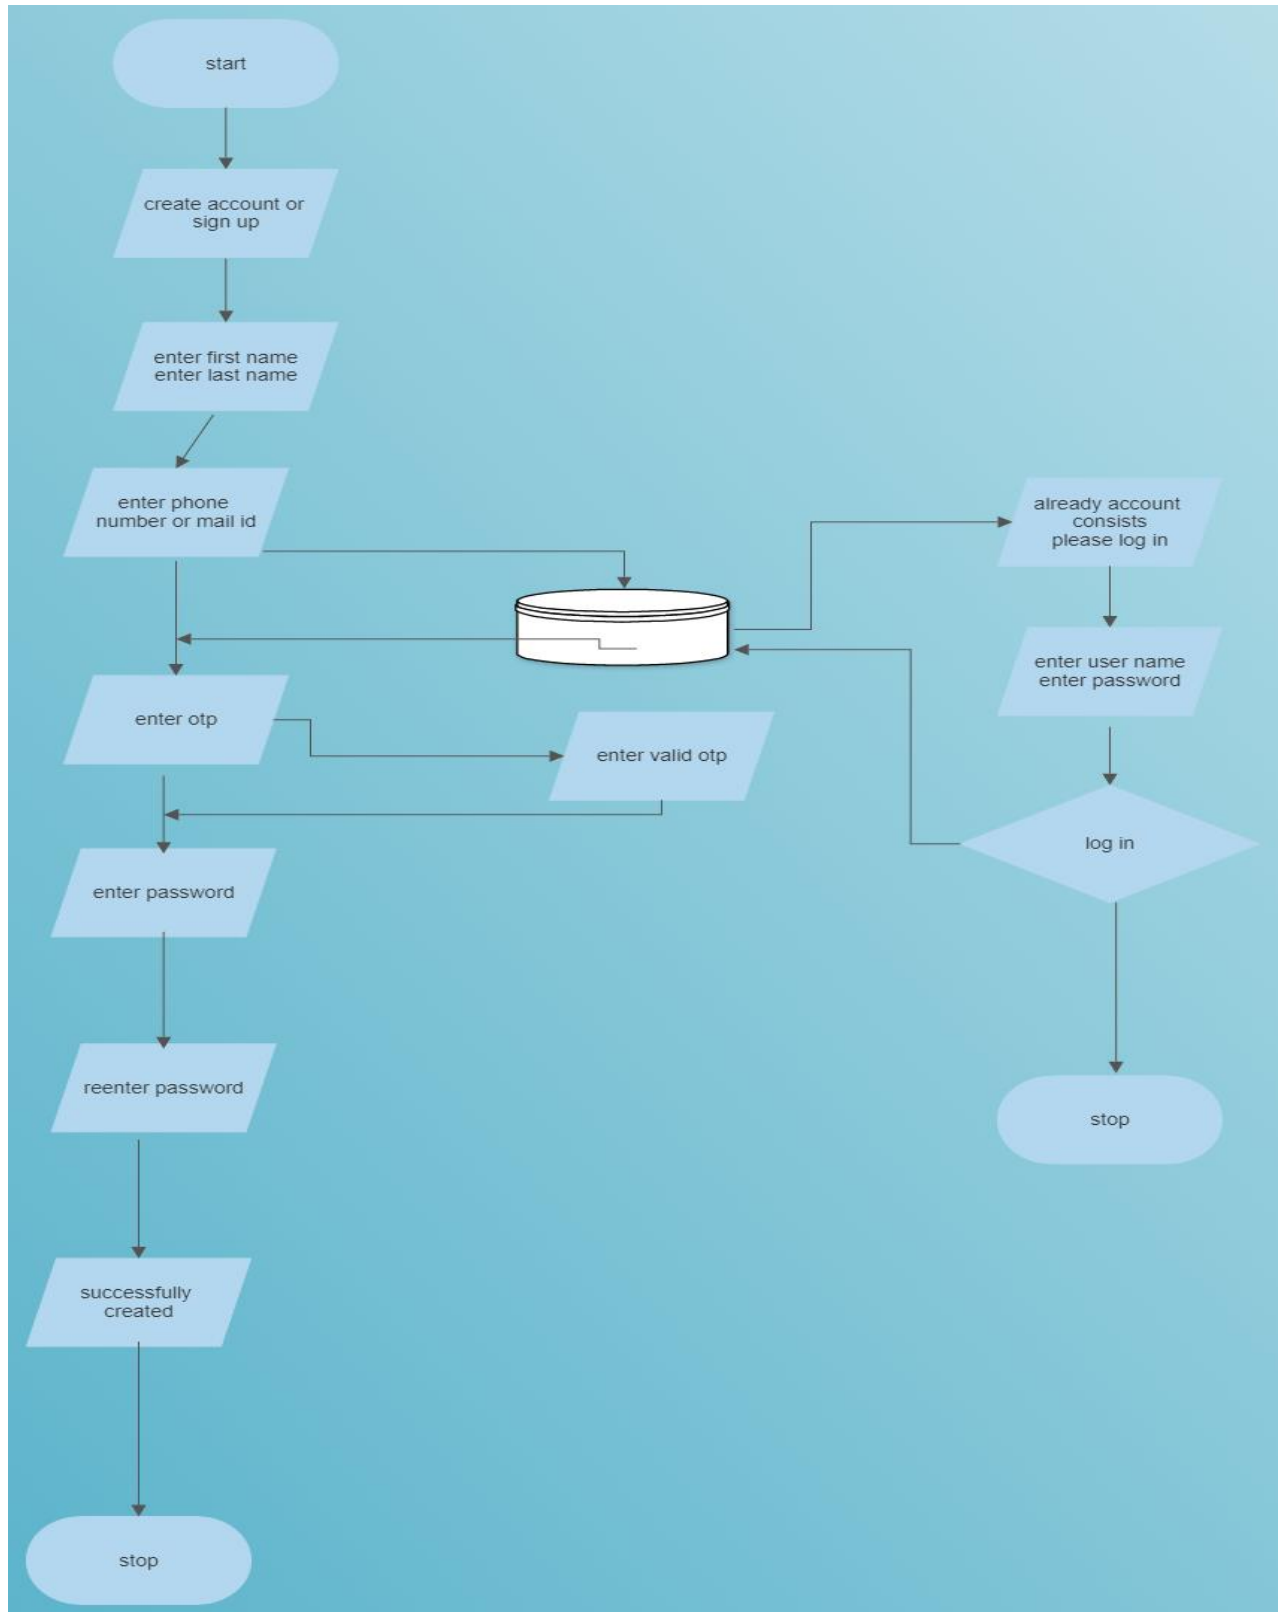 start
create account or
sign up
enter first name
enter last name
enter phone
number or mail id
already account
consists
please log in
enter user name
enter password
enter otp
enter valid otp
log in
enter password
reenter password
stop
successfully
created
stop